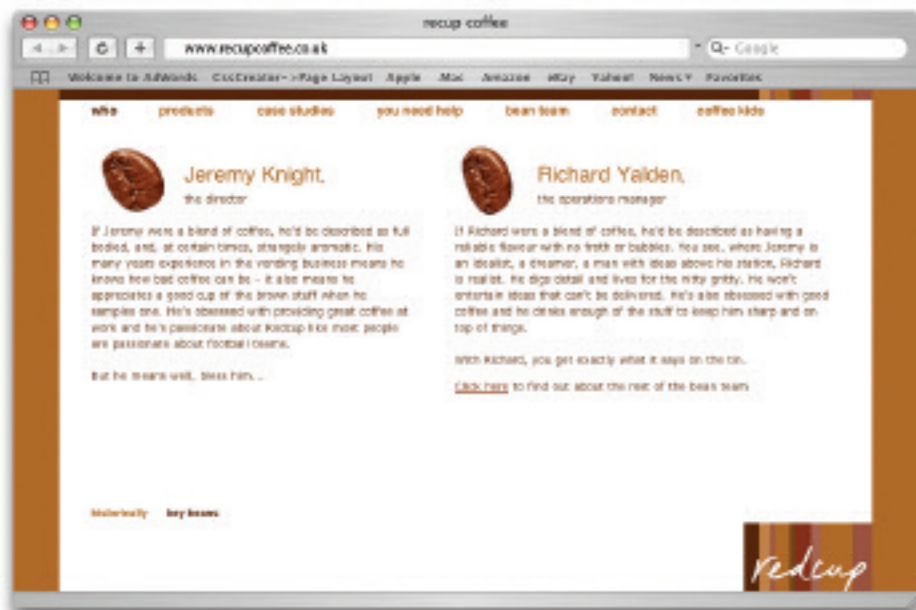 recup coffee
www.recupcoffee.co.uk
Google
Welcome to AdWords CssCreator->Page Layout Apple .Mac Amazon eBay Yahoo! News Favorites
who products case studies you need help bean team contact coffee kids
Jeremy Knight,
the director
If Jeremy were a blend of coffee, he'd be described as full
bodied, and, at certain times, strangely aromatic. His
many years experience in the vending business means he
knows how bad coffee can be - it also means he
appreciates a good cup of the brown stuff when he
samples one. He's obsessed with providing great coffee at
work and he's passionate about Redcup like most people
are passionate about football teams.
But he means well, bless him...
Richard Yalden,
the operations manager
If Richard were a blend of coffee, he'd be described as having a
reliable flavour with no froth or bubbles. You see, where Jeremy is
an idealist, a dreamer, a man with ideas above his station, Richard
is realist. He digs detail and lives for the nitty gritty. He won't
entertain ideas that can't be delivered. He's also obsessed with good
coffee and he drinks enough of the stuff to keep him sharp and on
top of things.
With Richard, you get exactly what it says on the tin.
Click here to find out about the rest of the bean team
historically key beans
redcup